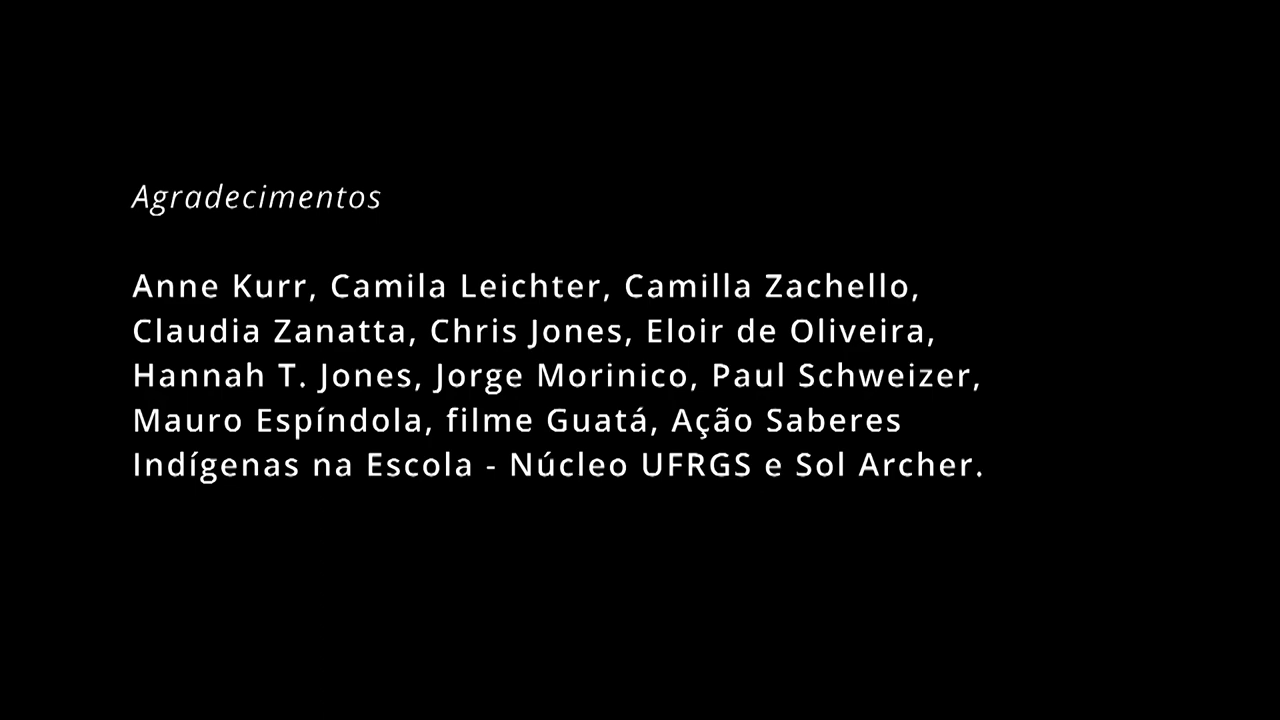 Agradecimentos
Anne Kurr, Camila Leichter, Camilla Zachello,
Claudia Zanatta, Chris Jones, Eloir de Oliveira,
Hannah T. Jones, Jorge Morinico, Paul Schweizer,
Mauro Espíndola, filme Guatá, Ação Saberes
Indígenas na Escola - Núcleo UFRGS e Sol Archer.